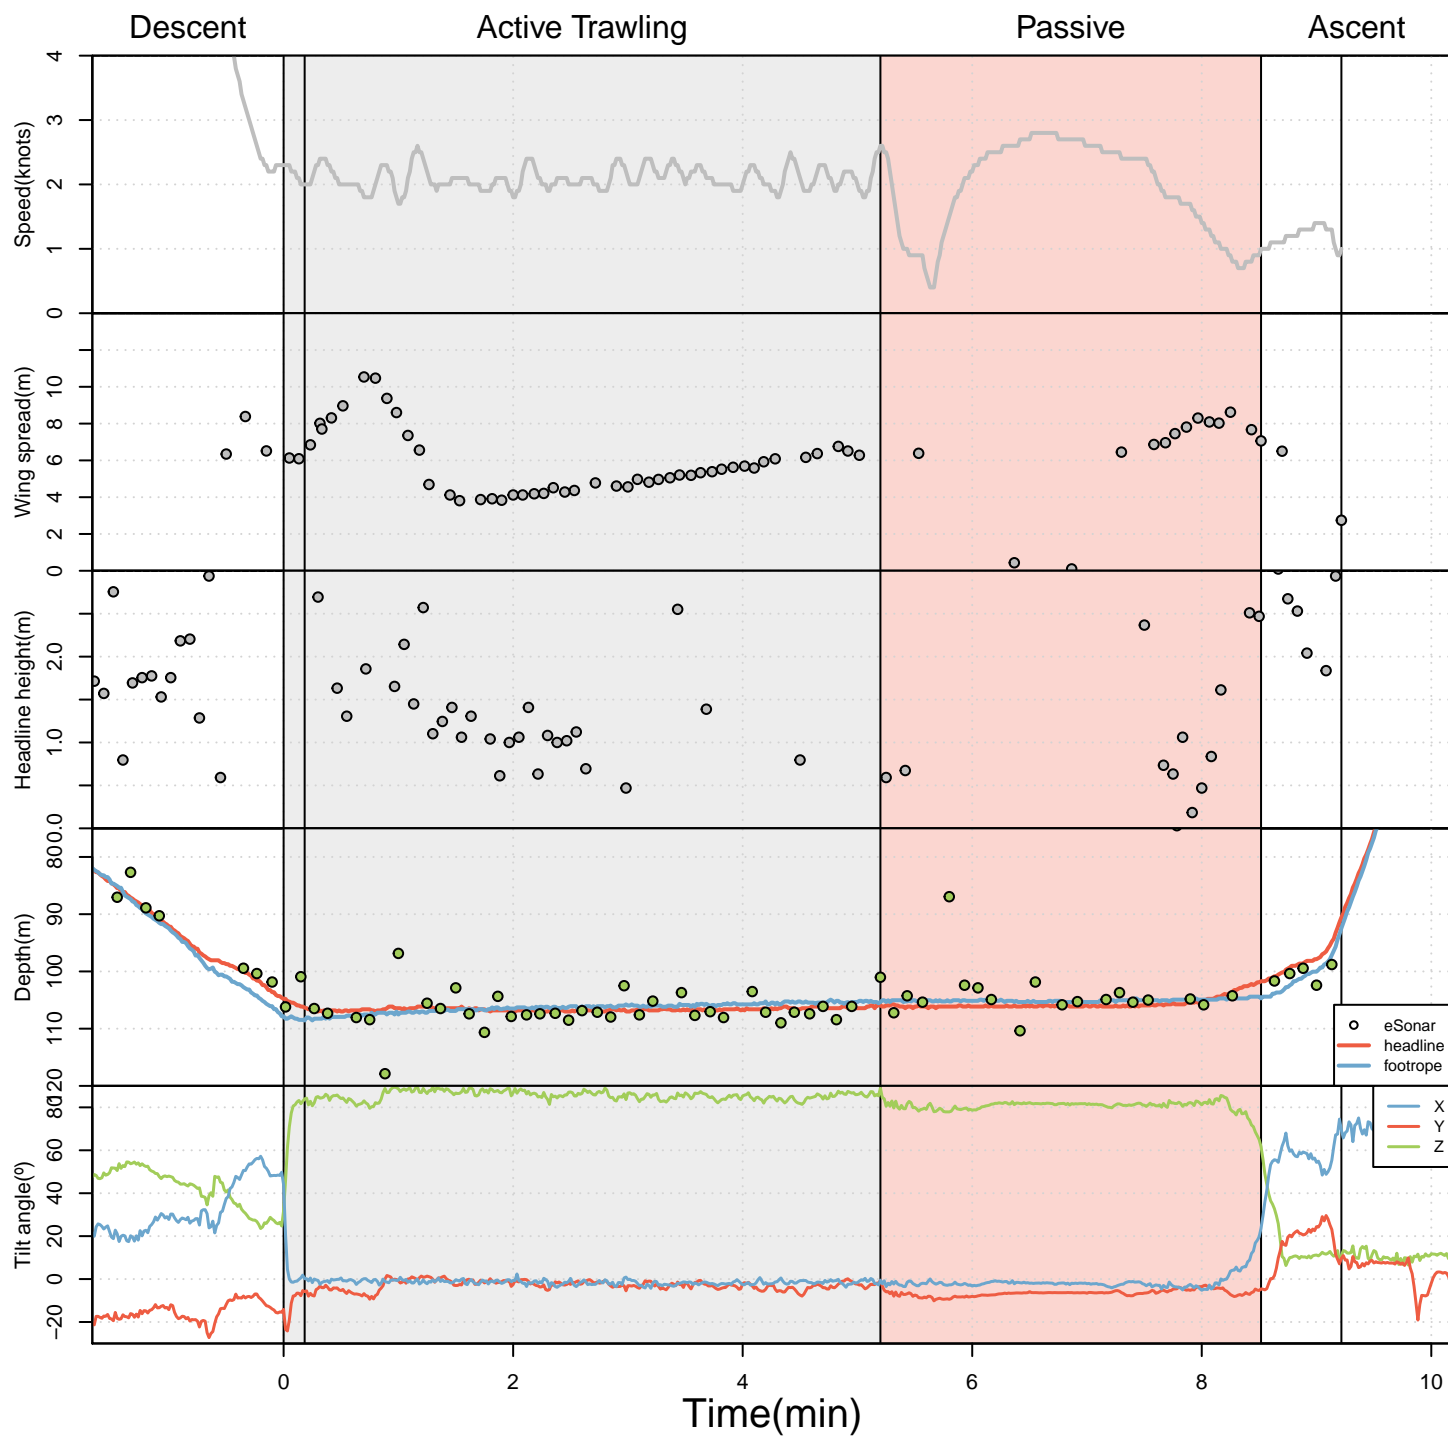 Descent Active Trawling Passive Ascent
Speed(knots)
4
3
2
1
0
Wing spread(m)
10
8
6
4
2
0
Headline height(m)
2.0
1.0
0.0
Depth(m)
80
90
100
110
120
eSonar
headline
footrope
Tilt angle(º)
80
60
40
20
0
−20
X
Y
Z
0 2 4 6 8 10
Time(min)